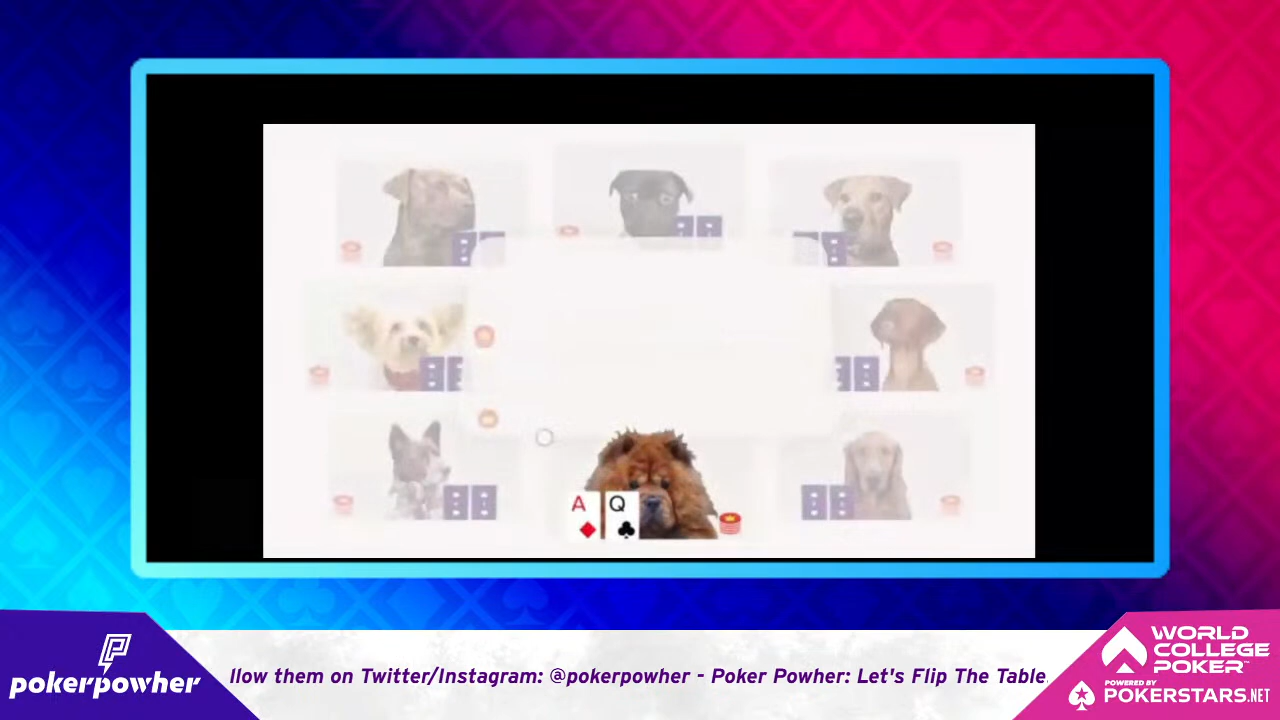 A Q
pokerpowher
llow them on Twitter/Instagram: @pokerpowher - Poker Powher: Let's Flip The Table
WORLD
COLLEGE
POKER™
POWERED BY
POKERSTARS.NET